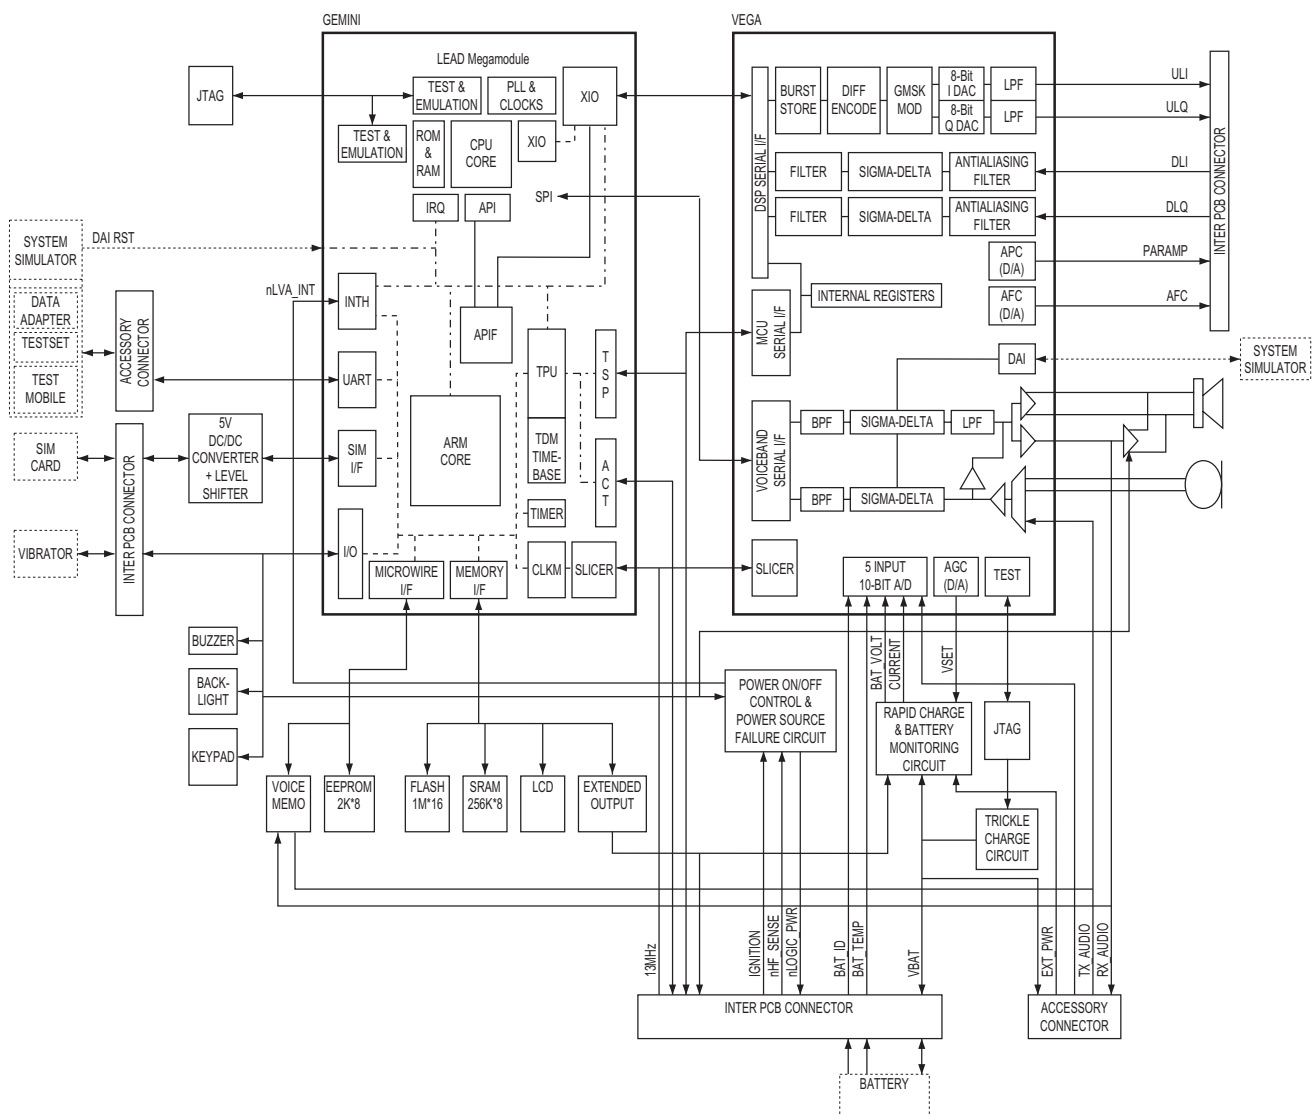 GEMINI
VEGA
LEAD Megamodule
JTAG
TEST &
EMULATION
PLL &
CLOCKS
XIO
TEST &
EMULATION
ROM
&
RAM
CPU
CORE
XIO
IRQ
API
SPI
DSP SERIAL I/F
BURST
STORE
DIFF
ENCODE
GMSK
MOD
8-Bit
I DAC
8-Bit
Q DAC
LPF
LPF
ULI
ULQ
FILTER
SIGMA-DELTA
ANTIALIASING
FILTER
DLI
FILTER
SIGMA-DELTA
ANTIALIASING
FILTER
DLQ
INTER PCB CONNECTOR
APC
(D/A)
PARAMP
AFC
(D/A)
AFC
SYSTEM
SIMULATOR
DAI RST
DATA
ADAPTER
TESTSET
TEST
MOBILE
ACCESSORY
CONNECTOR
nLVA_INT
INTH
APIF
UART
TPU
T
S
P
MCU
SERIAL I/F
INTERNAL REGISTERS
DAI
SYSTEM
SIMULATOR
SIM
CARD
5V
DC/DC
CONVERTER
+ LEVEL
SHIFTER
SIM
I/F
ARM
CORE
TDM
TIME-
BASE
A
C
T
VOICEBAND
SERIAL I/F
BPF
SIGMA-DELTA
LPF
BPF
SIGMA-DELTA
VIBRATOR
INTER PCB CONNECTOR
I/O
TIMER
MICROWIRE
I/F
MEMORY
I/F
CLKM
SLICER
SLICER
5 INPUT
10-BIT A/D
AGC
(D/A)
TEST
BUZZER
BACK-
LIGHT
KEYPAD
POWER ON/OFF
CONTROL &
POWER SOURCE
FAILURE CIRCUIT
BAT_VOLT
CURRENT
VSET
RAPID CHARGE
& BATTERY
MONITORING
CIRCUIT
JTAG
VOICE
MEMO
EEPROM
2K*8
FLASH
1M*16
SRAM
256K*8
LCD
EXTENDED
OUTPUT
TRICKLE
CHARGE
CIRCUIT
13MHz
IGNITION
nHF_SENSE
nLOGIC_PWR
BAT_ID
BAT_TEMP
VBAT
EXT_PWR
TX_AUDIO
RX_AUDIO
INTER PCB CONNECTOR
ACCESSORY
CONNECTOR
BATTERY